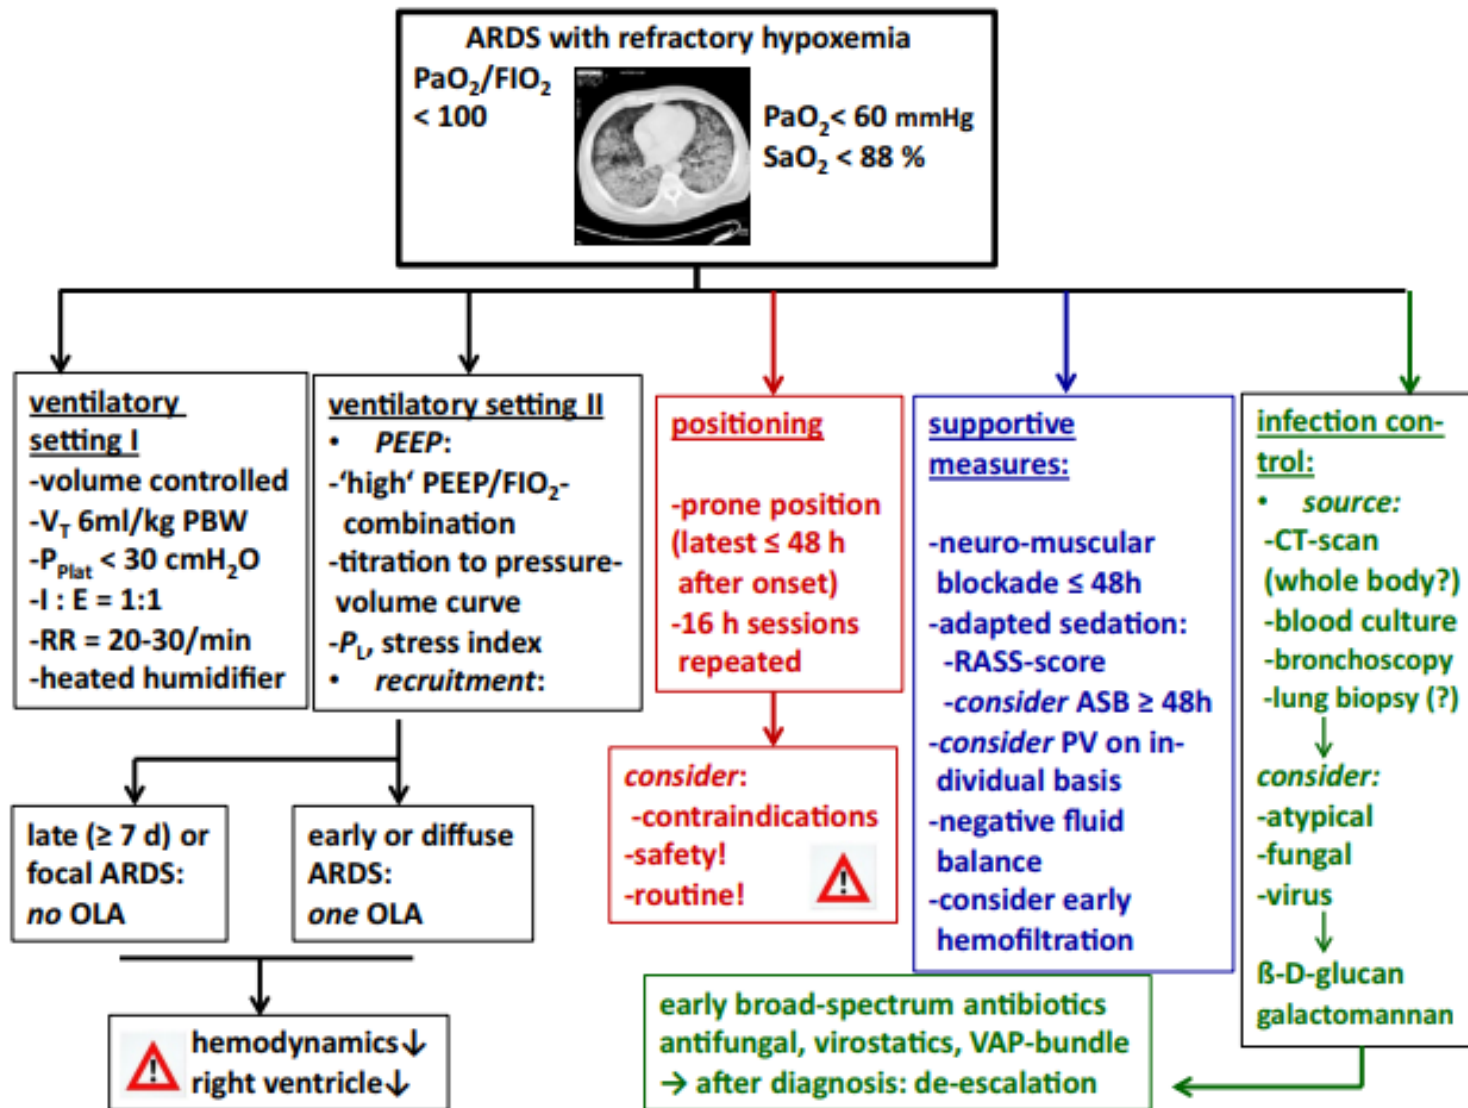 ARDS with refractory hypoxemia
PaO₂/FIO₂
< 100
PaO₂< 60 mmHg
SaO₂ < 88 %
ventilatory
setting I
-volume controlled
-V_T 6ml/kg PBW
-P_Plat < 30 cmH₂O
-I : E = 1:1
-RR = 20-30/min
-heated humidifier
ventilatory setting II
• PEEP:
-‘high‘ PEEP/FIO₂-
combination
-titration to pressure-
volume curve
-P_L, stress index
• recruitment:
late (≥ 7 d) or
focal ARDS:
no OLA
early or diffuse
ARDS:
one OLA
! hemodynamics↓
right ventricle↓
positioning
-prone position
(latest ≤ 48 h
after onset)
-16 h sessions
repeated
consider:
-contraindications
-safety!
-routine!
!
supportive
measures:
-neuro-muscular
blockade ≤ 48h
-adapted sedation:
-RASS-score
-consider ASB ≥ 48h
-consider PV on in-
dividual basis
-negative fluid
balance
-consider early
hemofiltration
infection con-
trol:
• source:
-CT-scan
(whole body?)
-blood culture
-bronchoscopy
-lung biopsy (?)
consider:
-atypical
-fungal
-virus
ß-D-glucan
galactomannan
early broad-spectrum antibiotics
antifungal, virostatics, VAP-bundle
→ after diagnosis: de-escalation